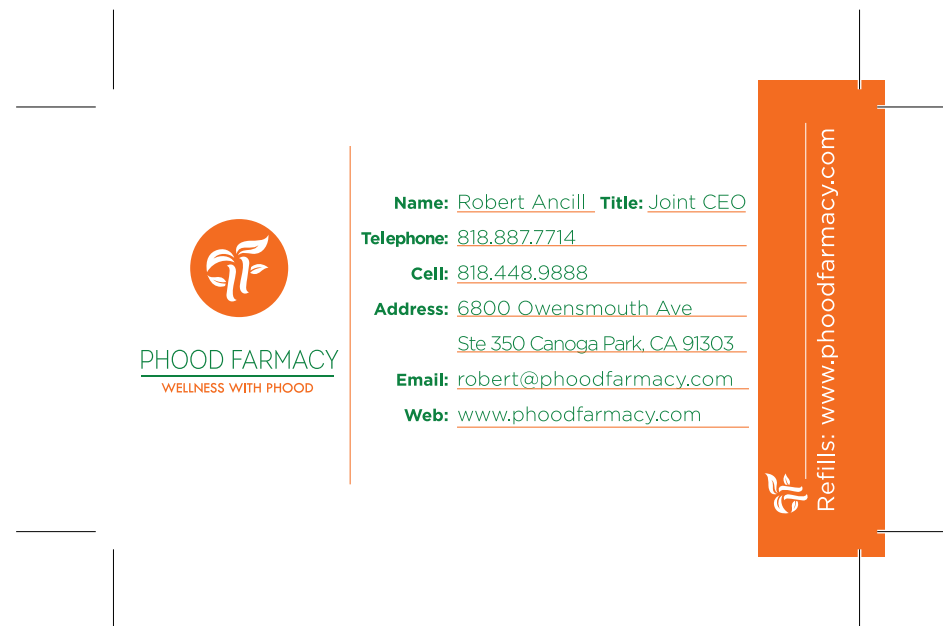 PHOOD FARMACY
WELLNESS WITH PHOOD
Name: Robert Ancill Title: Joint CEO
Telephone: 818.887.7714
Cell: 818.448.9888
Address: 6800 Owensmouth Ave
Ste 350 Canoga Park, CA 91303
Email: robert@phoodfarmacy.com
Web: www.phoodfarmacy.com
Refills: www.phoodfarmacy.com